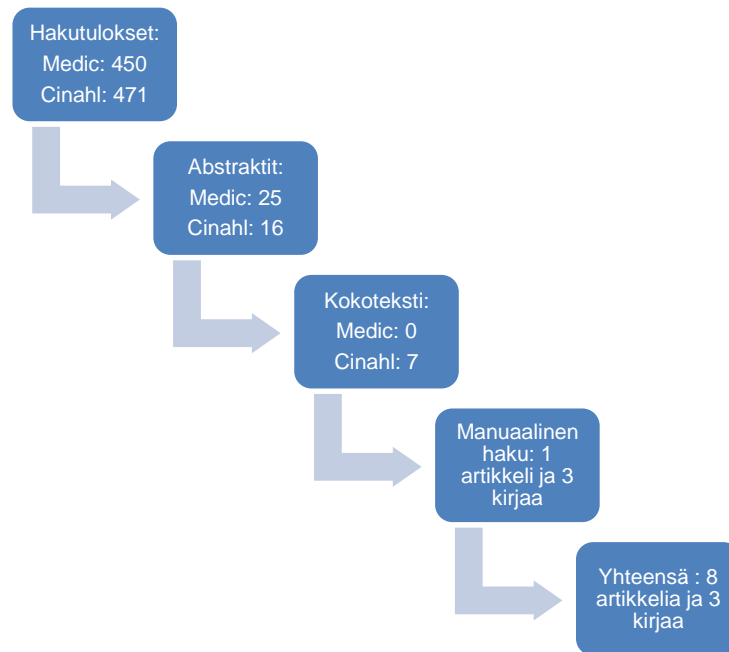 Hakutulokset:
Medic: 450
Cinahl: 471
Abstraktit:
Medic: 25
Cinahl: 16
Kokoteksti:
Medic: 0
Cinahl: 7
Manuaalinen
haku: 1
artikkeli ja 3
kirjaa
Yhteensä : 8
artikkelia ja 3
kirjaa